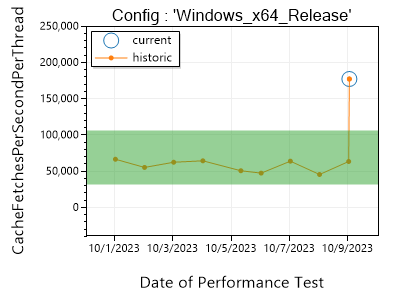 Config : 'Windows_x64_Release'
CacheFetchesPerSecondPerThread
250,000
200,000
150,000
100,000
50,000
0
current
historic
10/1/2023 10/3/2023 10/5/2023 10/7/2023 10/9/2023
Date of Performance Test